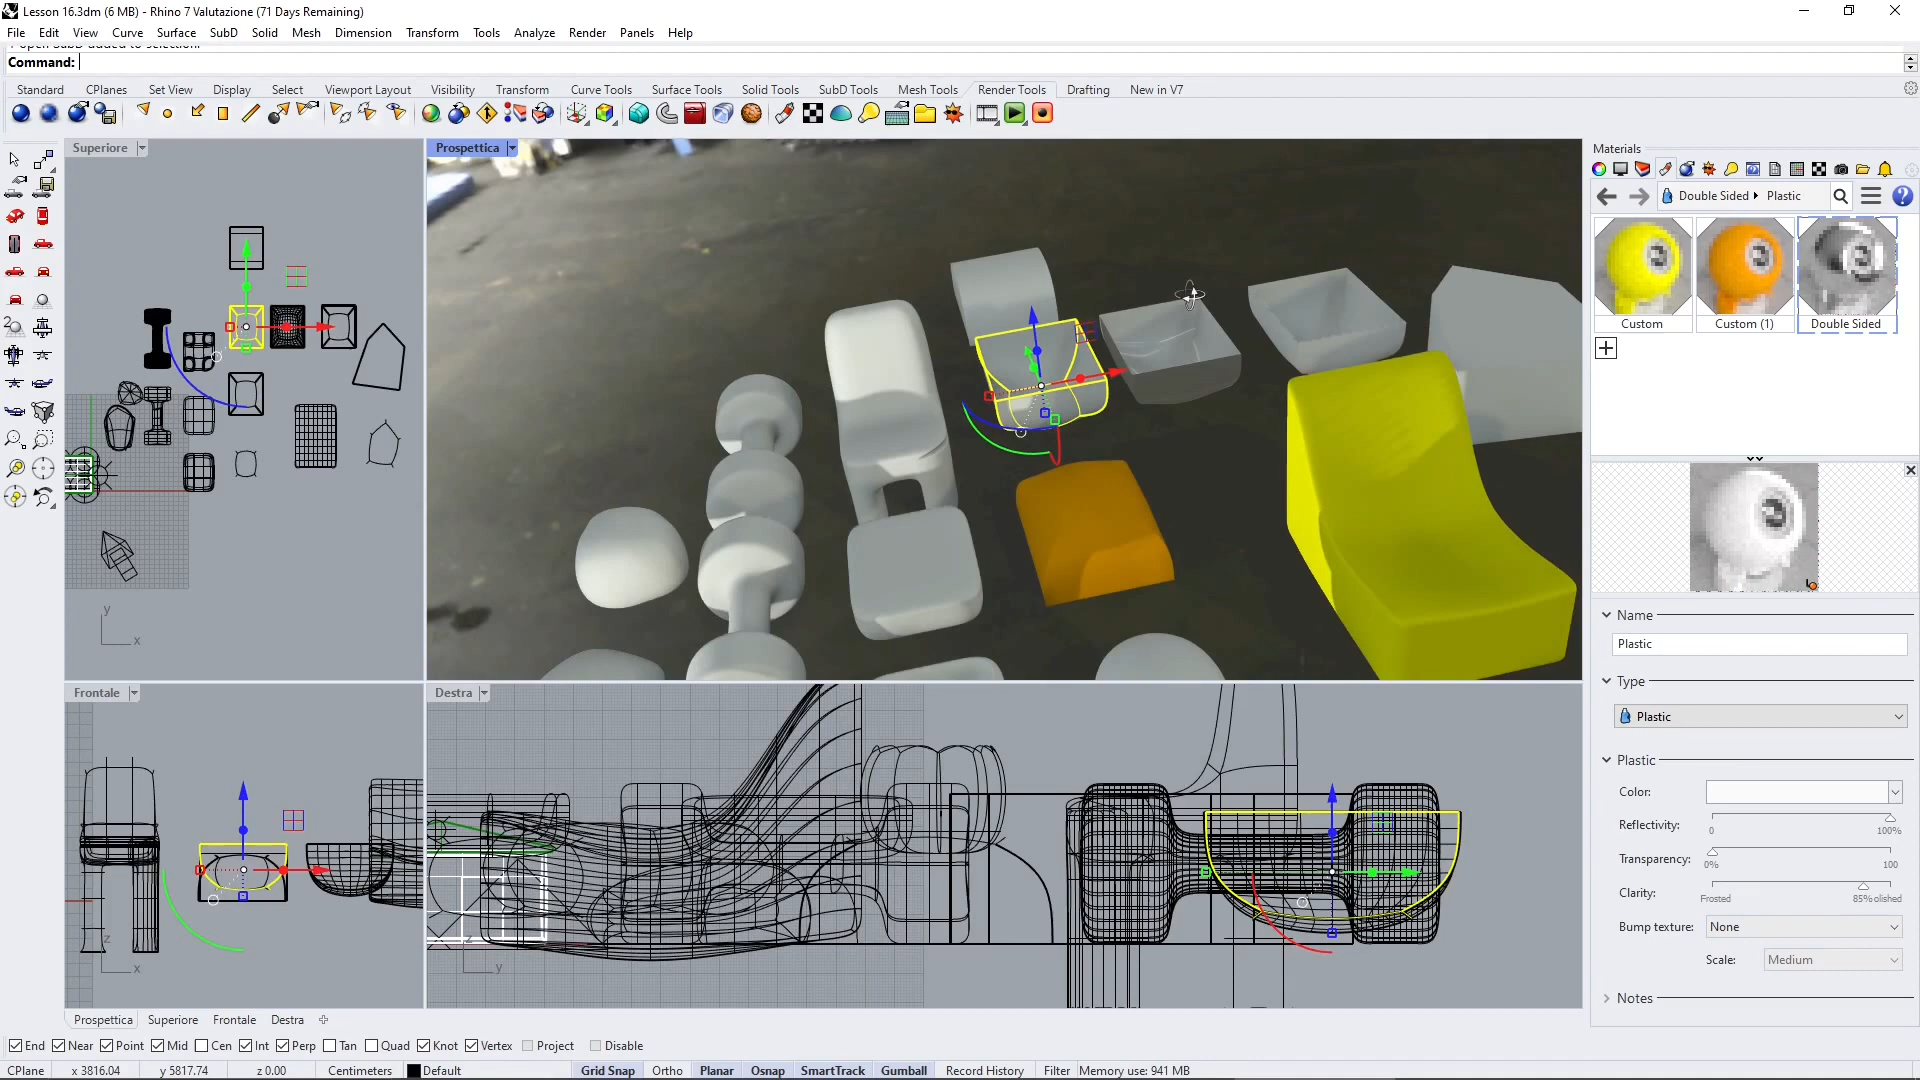 Lesson 16.3dm (6 MB) - Rhino 7 Valutazione (71 Days Remaining)
File Edit View Curve Surface SubD Solid Mesh Dimension Transform Tools Analyze Render Panels Help
1 open SubD added to selection.
Command:
Standard CPlanes Set View Display Select Viewport Layout Visibility Transform Curve Tools Surface Tools Solid Tools SubD Tools Mesh Tools Render Tools Drafting New in V7
Superiore
Prospettica
Materials
Double Sided Plastic
Custom Custom (1) Double Sided
Name
Plastic
Type
Plastic
Plastic
Color:
Reflectivity:
0 100%
Transparency:
0% 100
Clarity:
Frosted 85% olished
Bump texture: None
Scale: Medium
Notes
y
x
Frontale
Destra
z
x
z
y
Prospettica Superiore Frontale Destra
End Near Point Mid Cen Int Perp Tan Quad Knot Vertex Project Disable
CPlane x 3816.04 y 5817.74 z 0.00 Centimeters Default Grid Snap Ortho Planar Osnap SmartTrack Gumball Record History Filter Memory use: 941 MB